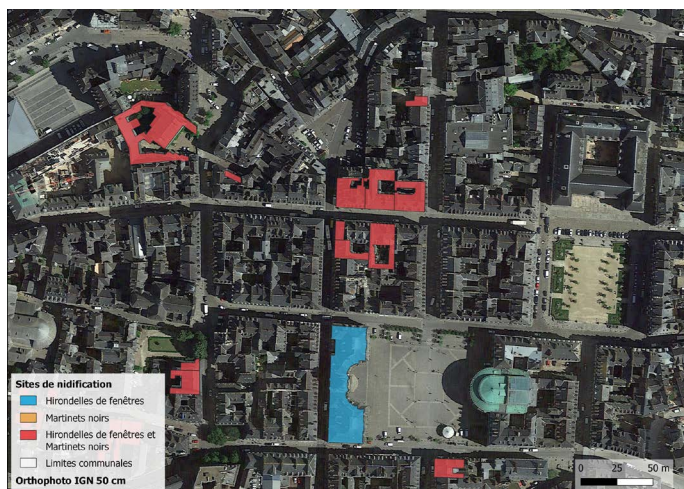 Sites de nidification
Hirondelles de fenêtres
Martinets noirs
Hirondelles de fenêtres et
Martinets noirs
Limites communales
Orthophoto IGN 50 cm
0 25 50 m